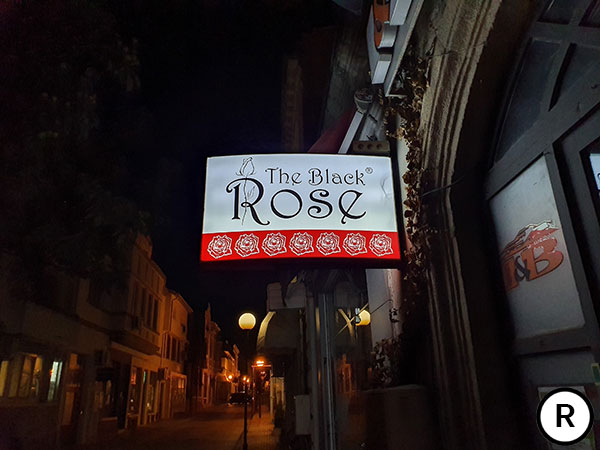 The Black®
Rose
T&B
R